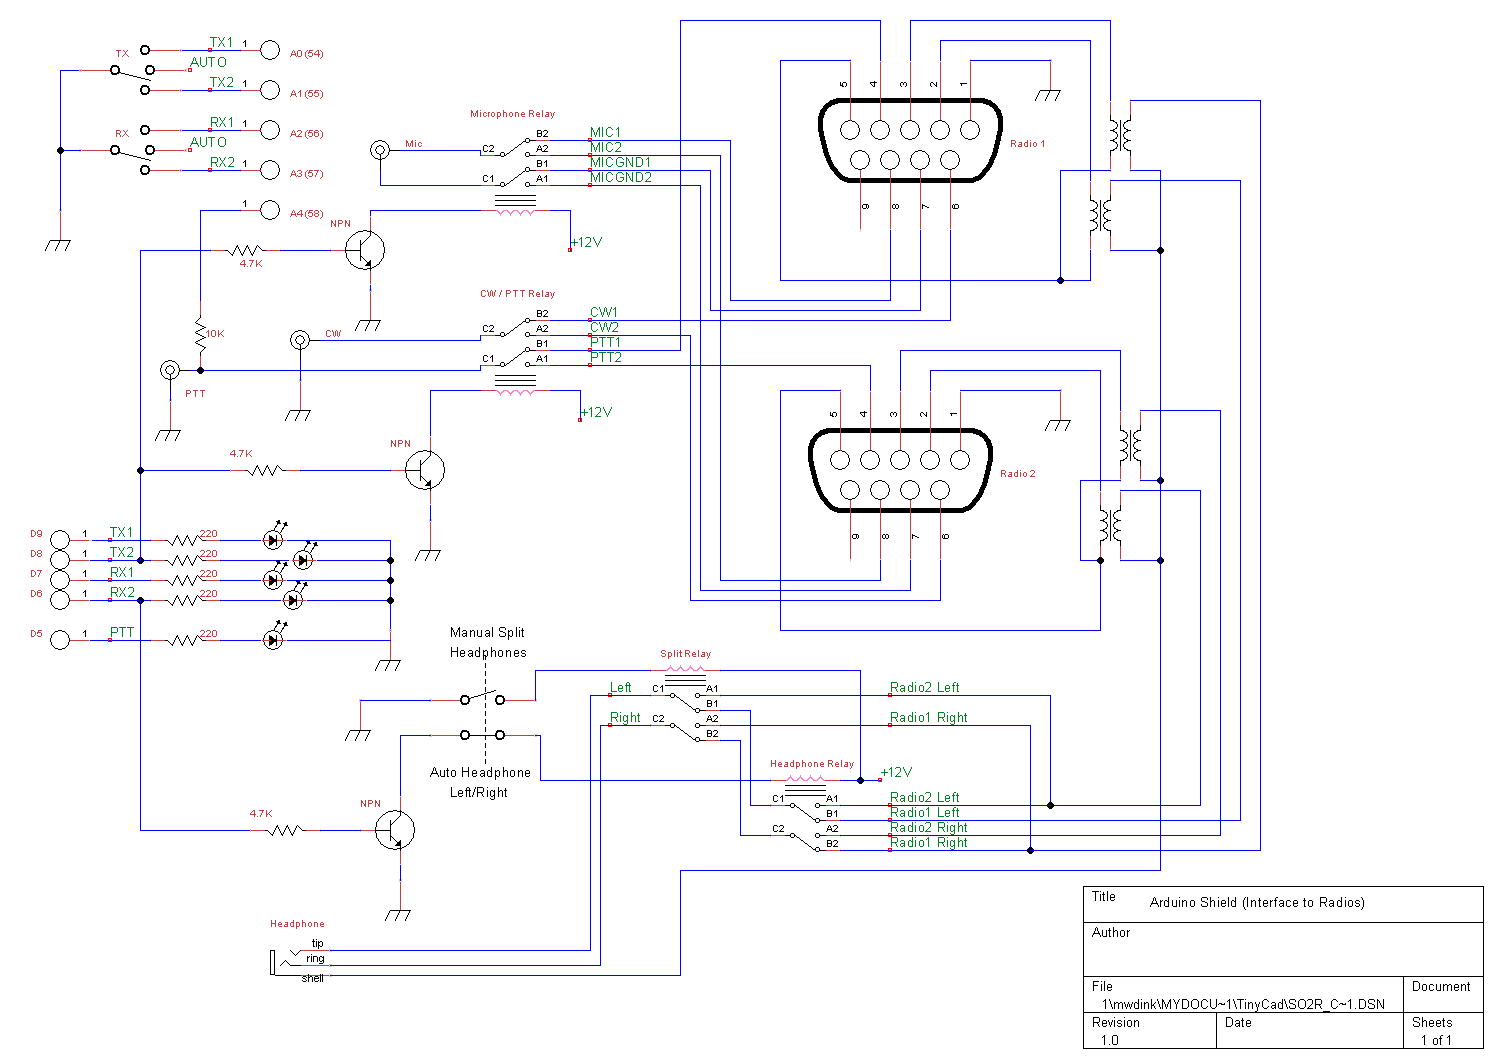 TX
TX1
1
A0 (54)
AUTO
TX2
1
A1 (55)
RX
RX1
1
A2 (56)
AUTO
RX2
1
A3 (57)
1
A4 (58)
NPN
4.7K
10K
Microphone Relay
Mic
C2
B2
A2
C1
B1
A1
MIC1
MIC2
MICGND1
MICGND2
+12V
CW / PTT Relay
CW
PTT
C2
B2
A2
C1
B1
A1
CW1
CW2
PTT1
PTT2
+12V
NPN
4.7K
5
4
3
2
1
Radio 1
9
8
7
6
5
4
3
2
1
Radio 2
9
8
7
6
D9
1
TX1
220
D8
TX2
220
D7
1
RX1
220
D6
1
RX2
220
D5
1
PTT
220
Manual Split
Headphones
Auto Headphone
Left/Right
NPN
4.7K
Split Relay
Left
C1
A1
B1
Right
C2
A2
B2
Radio2 Left
Radio1 Right
Headphone Relay
+12V
C1
A1
B1
C2
A2
B2
Radio2 Left
Radio1 Left
Radio2 Right
Radio1 Right
Headphone
tip
ring
shell
Title
Arduino Shield (Interface to Radios)
Author
File
1\mwdink\MYDOCU~1\TinyCad\SO2R_C~1.DSN
Document
Revision
1.0
Date
Sheets
1 of 1